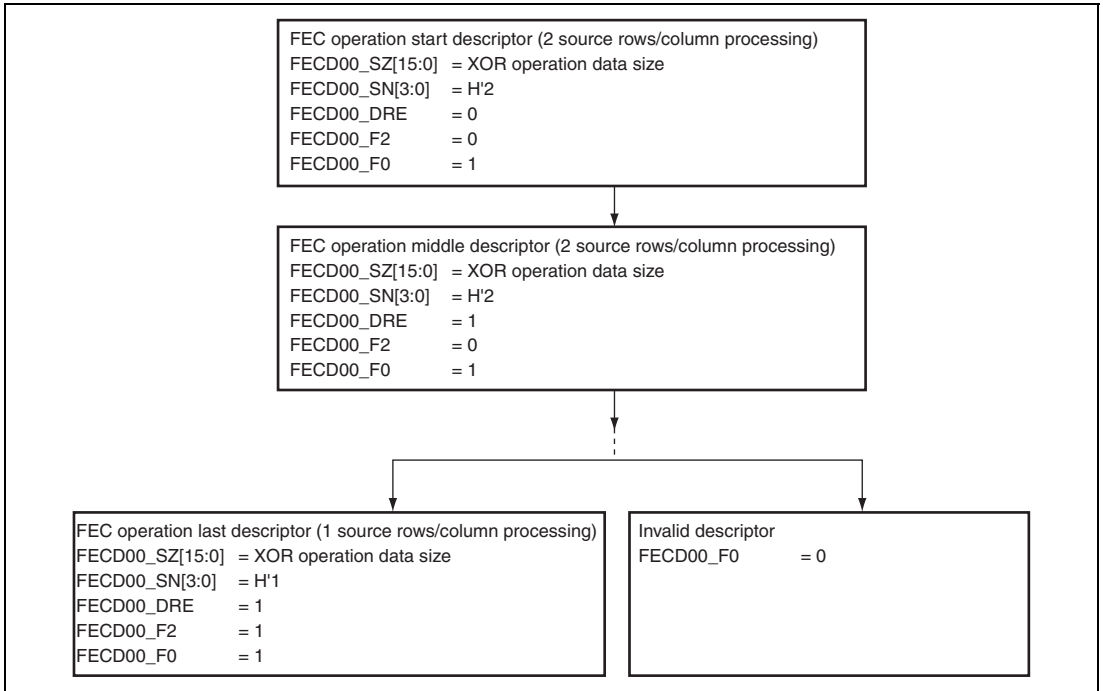 FEC operation start descriptor (2 source rows/column processing)
FECD00_SZ[15:0] = XOR operation data size
FECD00_SN[3:0] = H'2
FECD00_DRE = 0
FECD00_F2 = 0
FECD00_F0 = 1
FEC operation middle descriptor (2 source rows/column processing)
FECD00_SZ[15:0] = XOR operation data size
FECD00_SN[3:0] = H'2
FECD00_DRE = 1
FECD00_F2 = 0
FECD00_F0 = 1
FEC operation last descriptor (1 source rows/column processing)
FECD00_SZ[15:0] = XOR operation data size
FECD00_SN[3:0] = H'1
FECD00_DRE = 1
FECD00_F2 = 1
FECD00_F0 = 1
Invalid descriptor
FECD00_F0 = 0